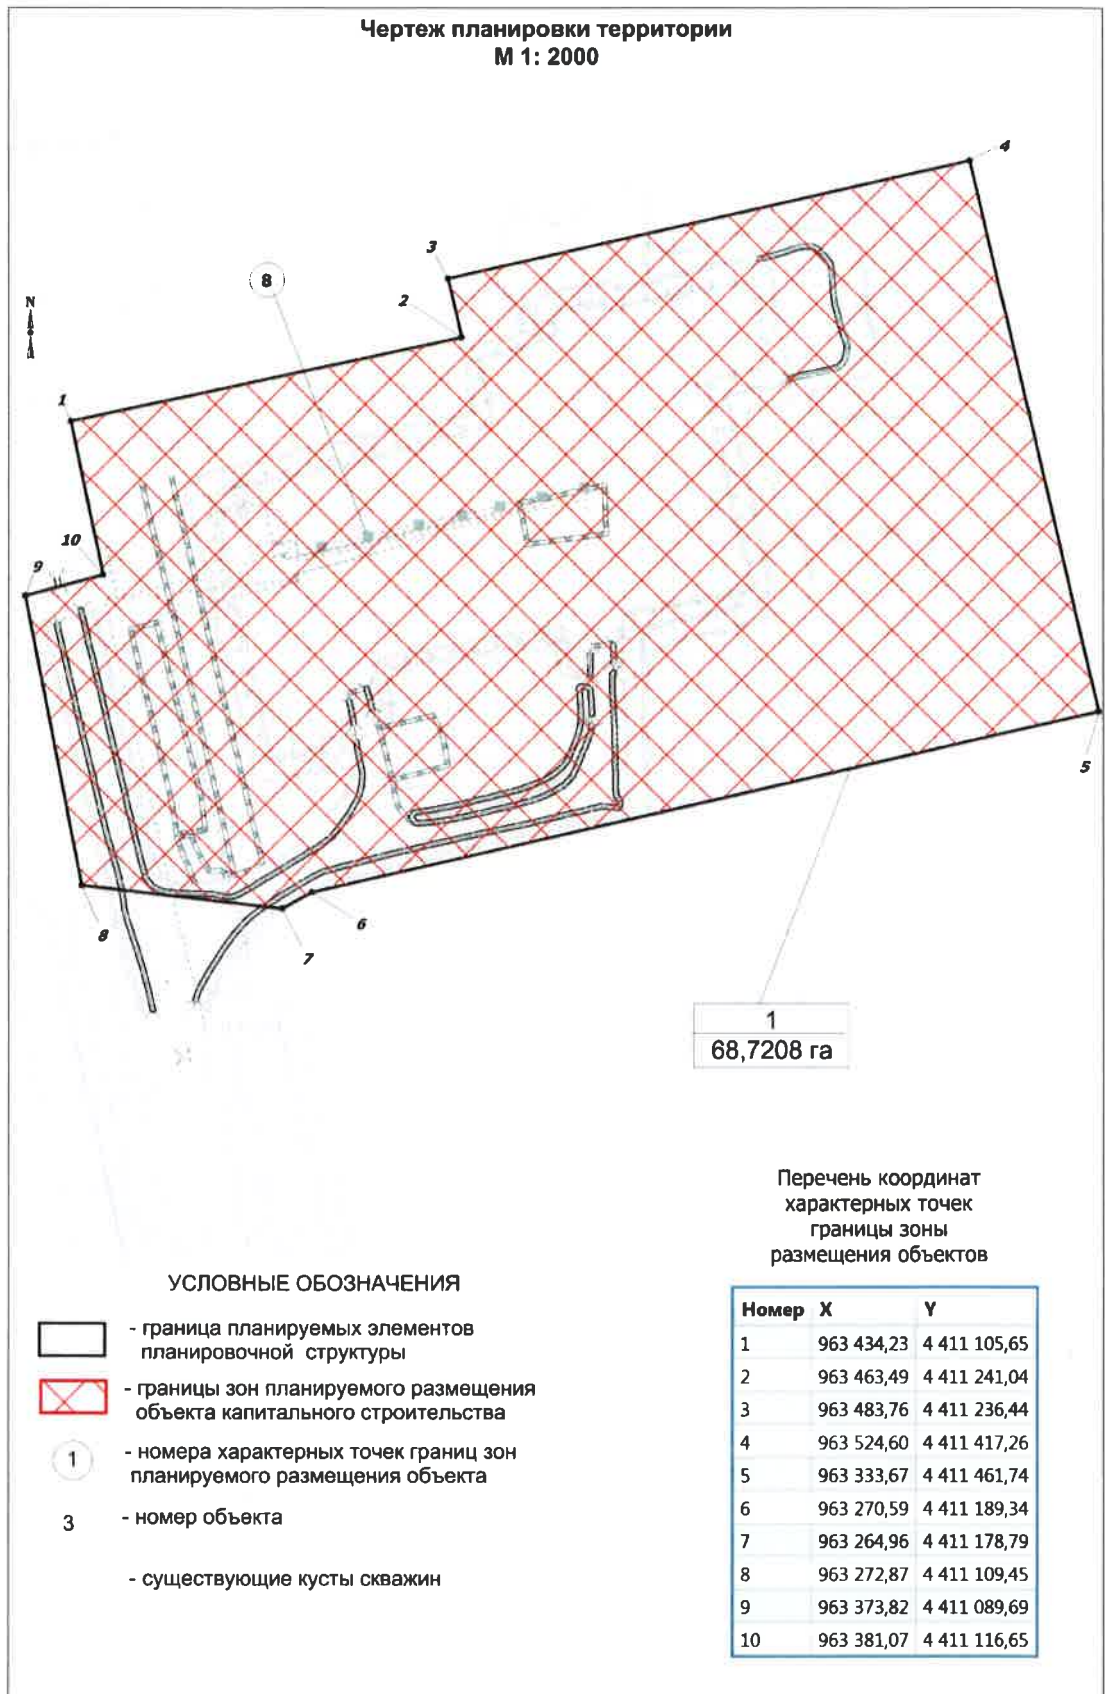 Чертеж планировки территории
М 1: 2000
4
3
8
2
N
1
10
9
5
6
8
7
1
68,7208 га
Перечень координат
характерных точек
границы зоны
размещения объектов
УСЛОВНЫЕ ОБОЗНАЧЕНИЯ
- граница планируемых элементов
планировочной структуры
- границы зон планируемого размещения
объекта капитального строительства
1
- номера характерных точек границ зон
планируемого размещения объекта
3 - номер объекта
- существующие кусты скважин
Номер X Y
1 963 434,23 4 411 105,65
2 963 463,49 4 411 241,04
3 963 483,76 4 411 236,44
4 963 524,60 4 411 417,26
5 963 333,67 4 411 461,74
6 963 270,59 4 411 189,34
7 963 264,96 4 411 178,79
8 963 272,87 4 411 109,45
9 963 373,82 4 411 089,69
10 963 381,07 4 411 116,65